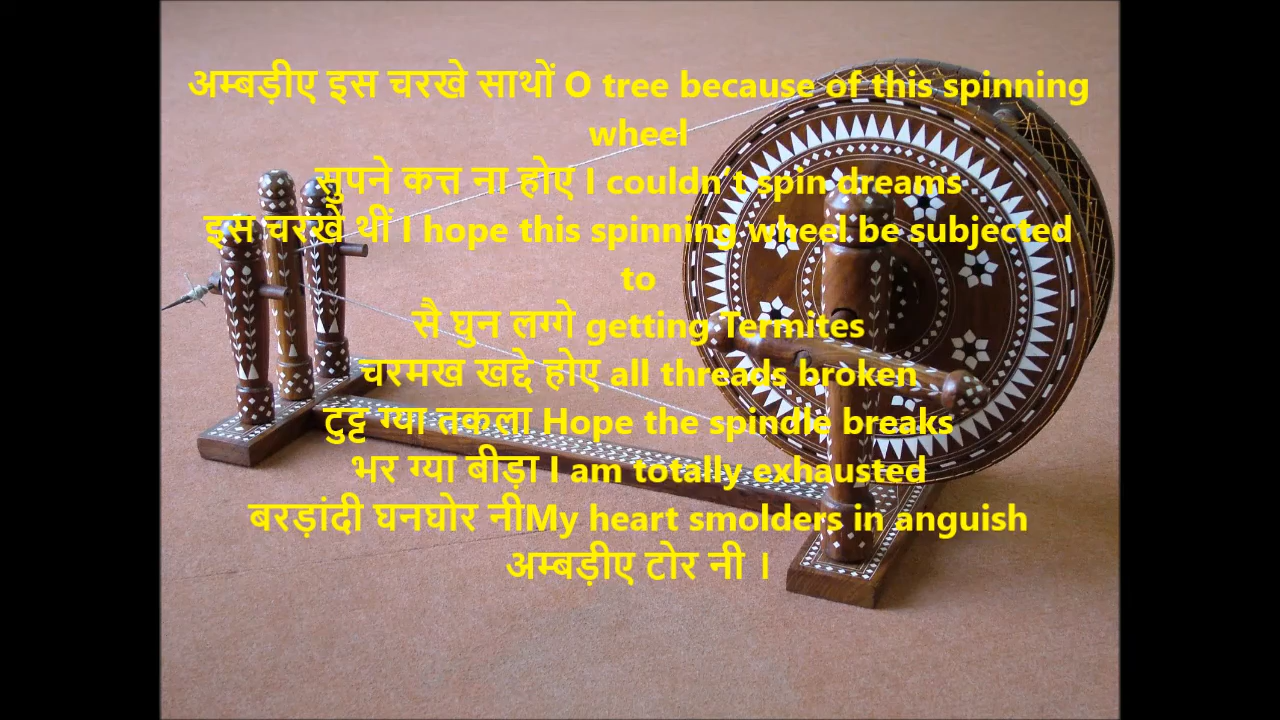 अम्बड़ीए इस चरखे साथों O tree because of this spinning
wheel
सुपने कत्त ना होए I couldn't spin dreams
इस चरखे थीं I hope this spinning wheel be subjected
to
सै घुन लग्गे getting Termites
चरमख खद्दे होए all threads broken
टुट्ट ग्या तकला Hope the spindle breaks
भर ग्या बीड़ा I am totally exhausted
बरड़ांदी घनघोर नीMy heart smolders in anguish
अम्बड़ीए टोर नी ।